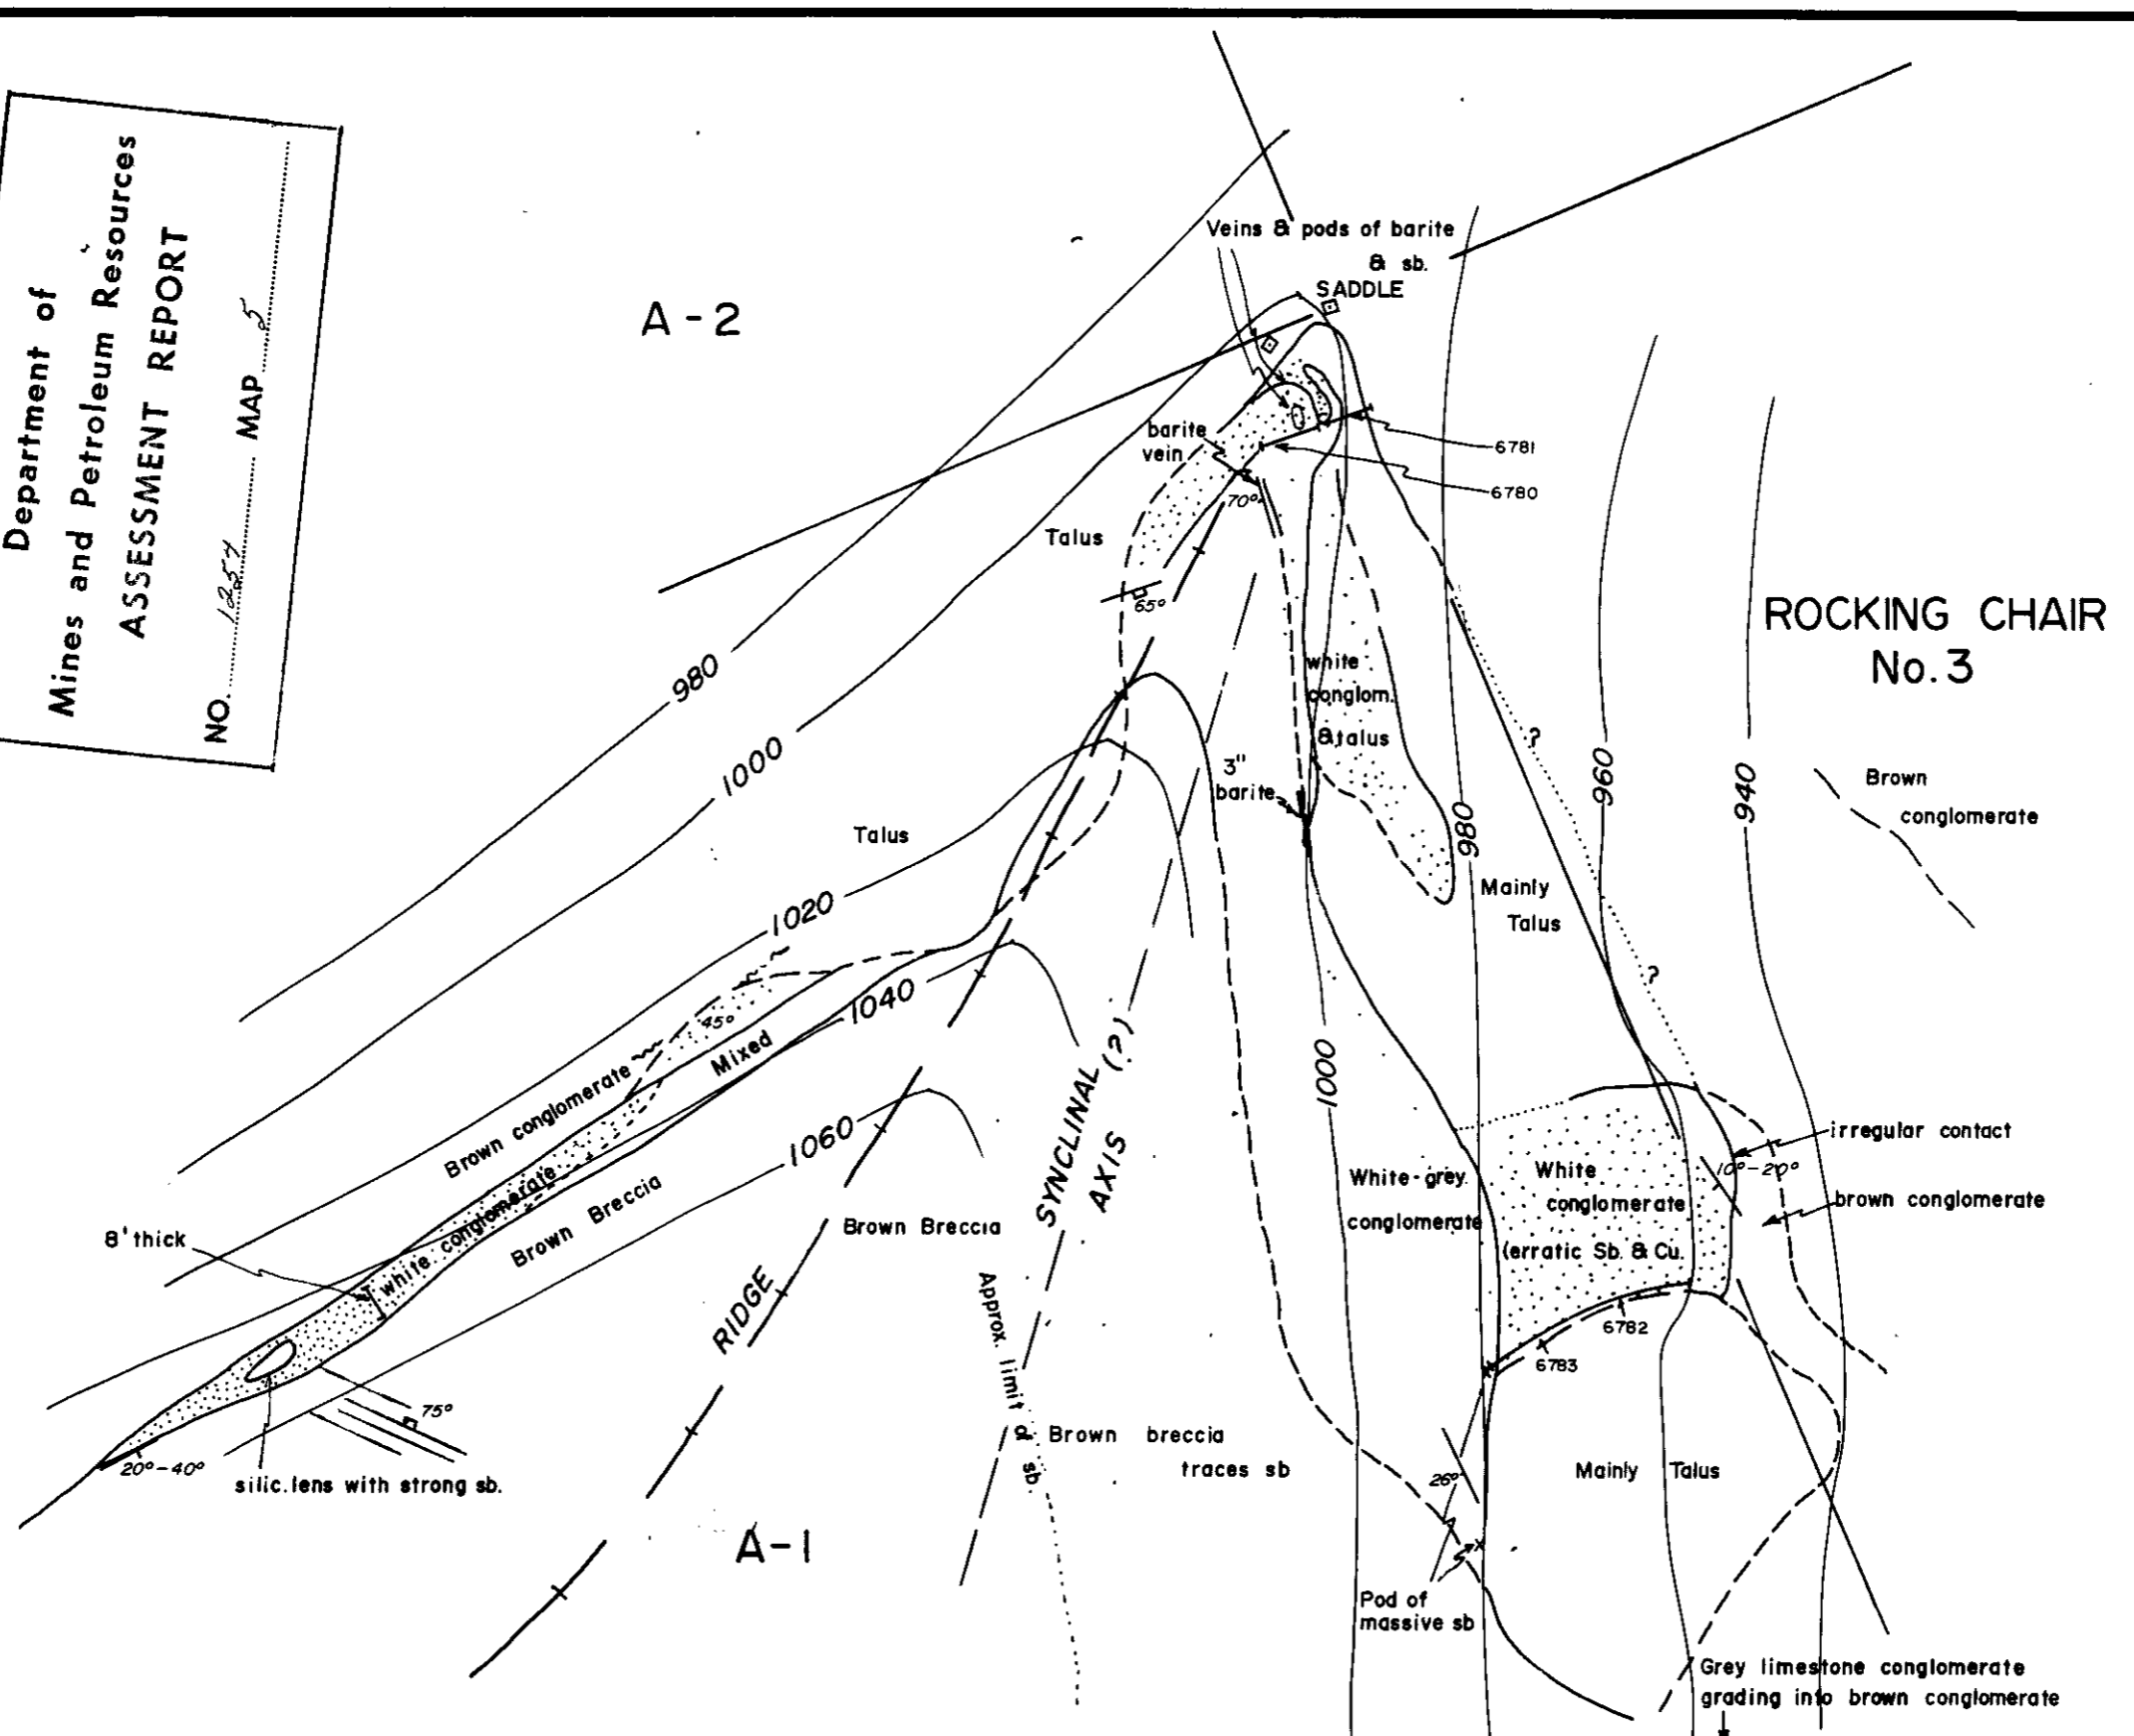 Department of
Mines and Petroleum Resources
ASSESSMENT REPORT
NO. 1257 MAP 5
A-2
Veins & pods of barite
& sb.
SADDLE
barite
vein
6781
6780
70°
Talus
65°
ROCKING CHAIR
No. 3
980
1000
white
conglom.
& talus
3"
barite
?
960
940
980
Brown
conglomerate
Talus
1020
Mainly
Talus
?
1040
45°
Mixed
Brown conglomerate
1000
1060
SYNCLINAL (?)
AXIS
irregular contact
10°-20°
White-grey
conglomerate
White
conglomerate
(erratic Sb. & Cu.
brown conglomerate
8' thick
white conglomerate
Brown Breccia
Brown Breccia
RIDGE
Approx. limit of sb.
6782
6783
75°
20°-40°
silic. lens with strong sb.
Brown breccia
traces sb
26°
Mainly Talus
A-1
Pod of
massive sb
Grey limestone conglomerate
grading into brown conglomerate